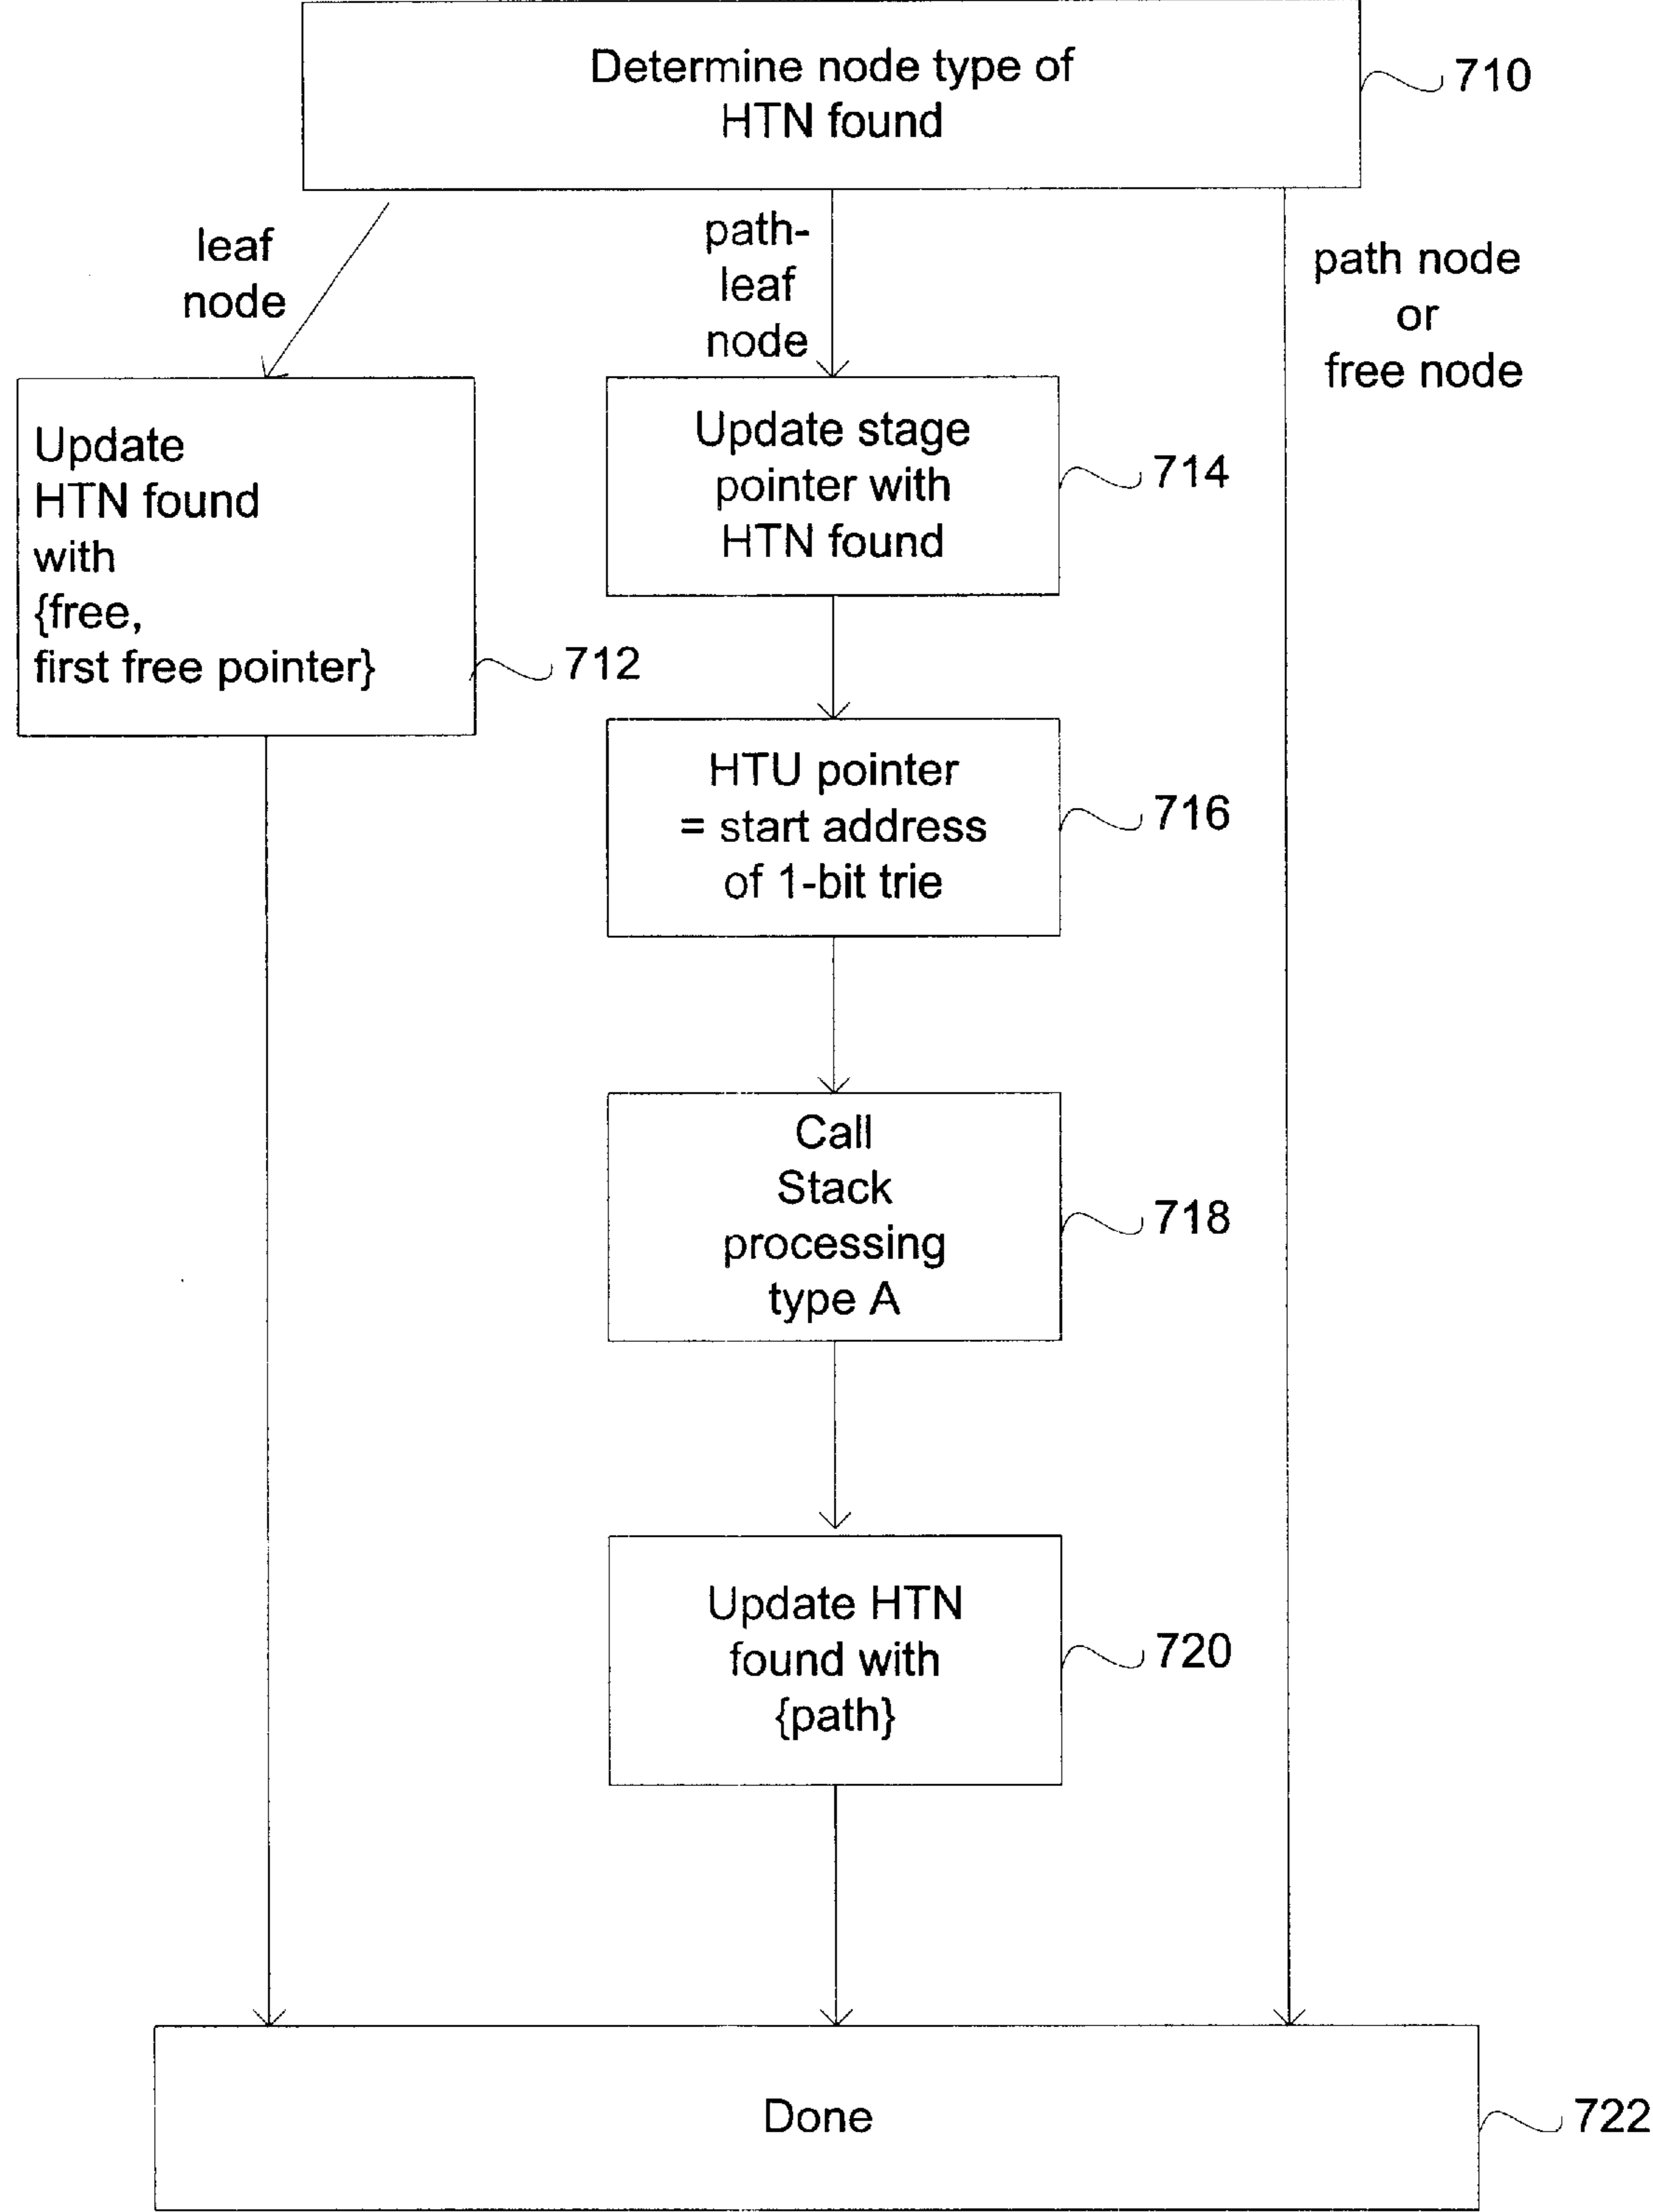 Determine node type of
HTN found
710
leaf
node
path-
leaf
node
path node
or
free node
Update
HTN found
with
{free,
first free pointer}
712
Update stage
pointer with
HTN found
714
HTU pointer
= start address
of 1-bit trie
716
Call
Stack
processing
type A
718
Update HTN
found with
{path}
720
Done
722